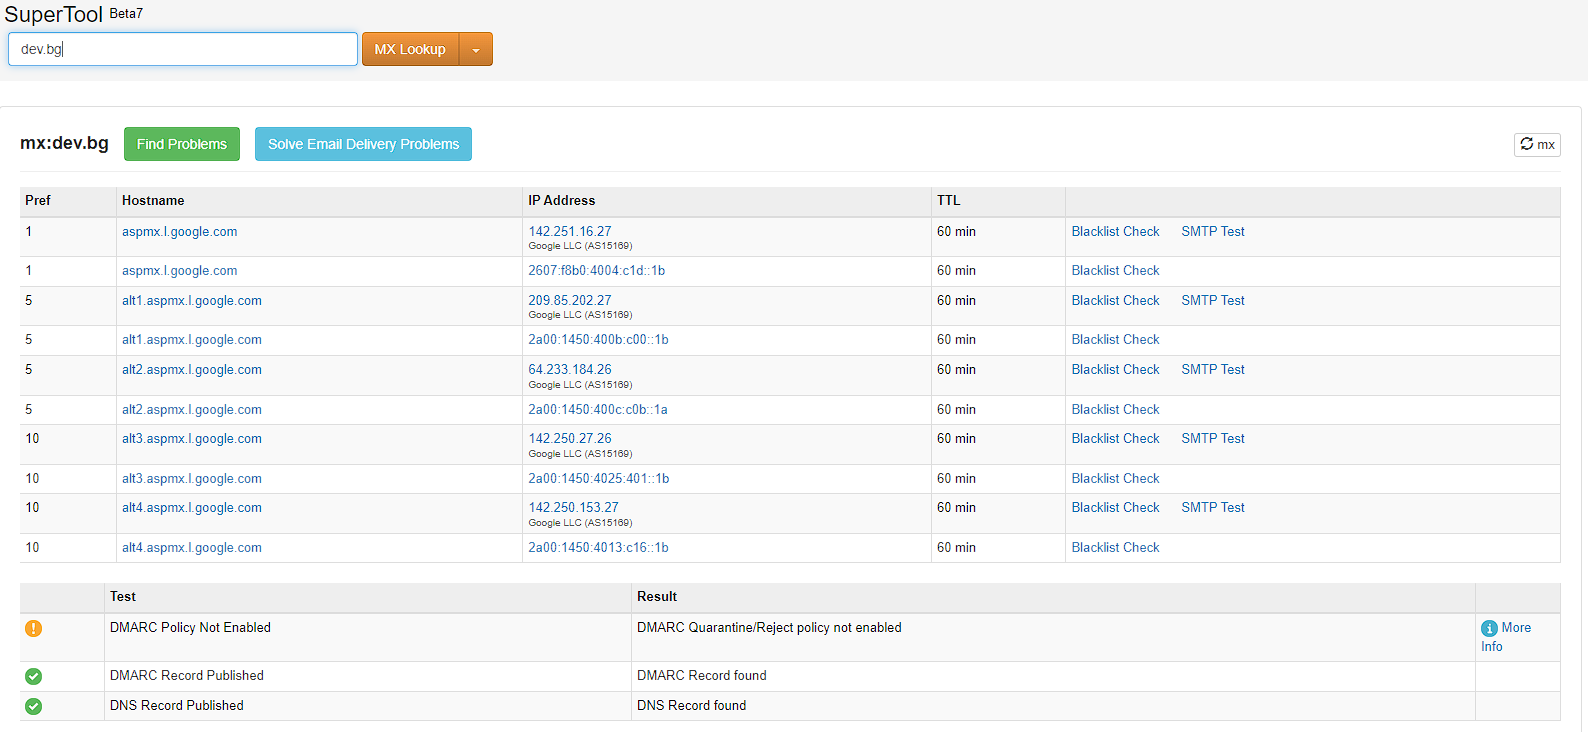 SuperTool Beta7
dev.bg MX Lookup
mx:dev.bg Find Problems Solve Email Delivery Problems mx
Pref Hostname IP Address TTL
1 aspmx.l.google.com 142.251.16.27 60 min Blacklist Check SMTP Test
Google LLC (AS15169)
1 aspmx.l.google.com 2607:f8b0:4004:c1d::1b 60 min Blacklist Check
5 alt1.aspmx.l.google.com 209.85.202.27 60 min Blacklist Check SMTP Test
Google LLC (AS15169)
5 alt1.aspmx.l.google.com 2a00:1450:400b:c00::1b 60 min Blacklist Check
5 alt2.aspmx.l.google.com 64.233.184.26 60 min Blacklist Check SMTP Test
Google LLC (AS15169)
5 alt2.aspmx.l.google.com 2a00:1450:400c:c0b::1a 60 min Blacklist Check
10 alt3.aspmx.l.google.com 142.250.27.26 60 min Blacklist Check SMTP Test
Google LLC (AS15169)
10 alt3.aspmx.l.google.com 2a00:1450:4025:401::1b 60 min Blacklist Check
10 alt4.aspmx.l.google.com 142.250.153.27 60 min Blacklist Check SMTP Test
Google LLC (AS15169)
10 alt4.aspmx.l.google.com 2a00:1450:4013:c16::1b 60 min Blacklist Check
Test Result
DMARC Policy Not Enabled DMARC Quarantine/Reject policy not enabled More
Info
DMARC Record Published DMARC Record found
DNS Record Published DNS Record found